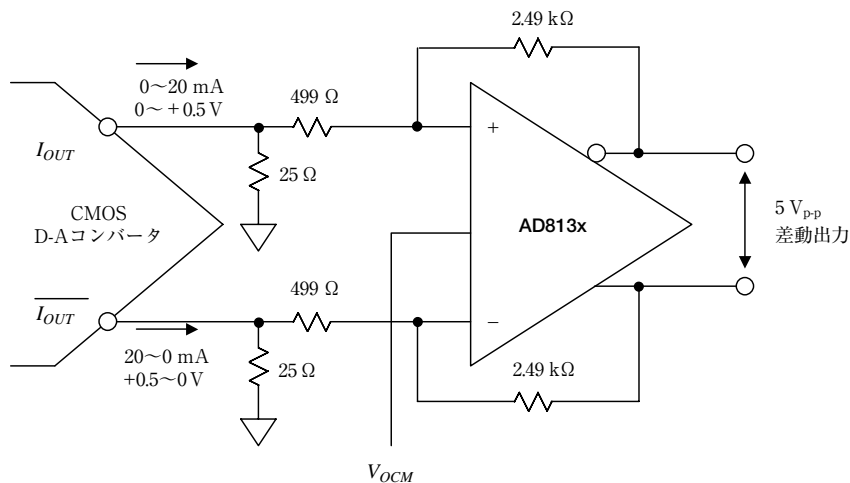 2.49 kΩ
0～20 mA
0～＋0.5 V
499 Ω
+
I_OUT
25 Ω
CMOS
D-Aコンバータ
AD813x
5 V_p-p
差動出力
499 Ω
I_OUT
−
20～0 mA
+0.5～0 V
25 Ω
2.49 kΩ
V_OCM